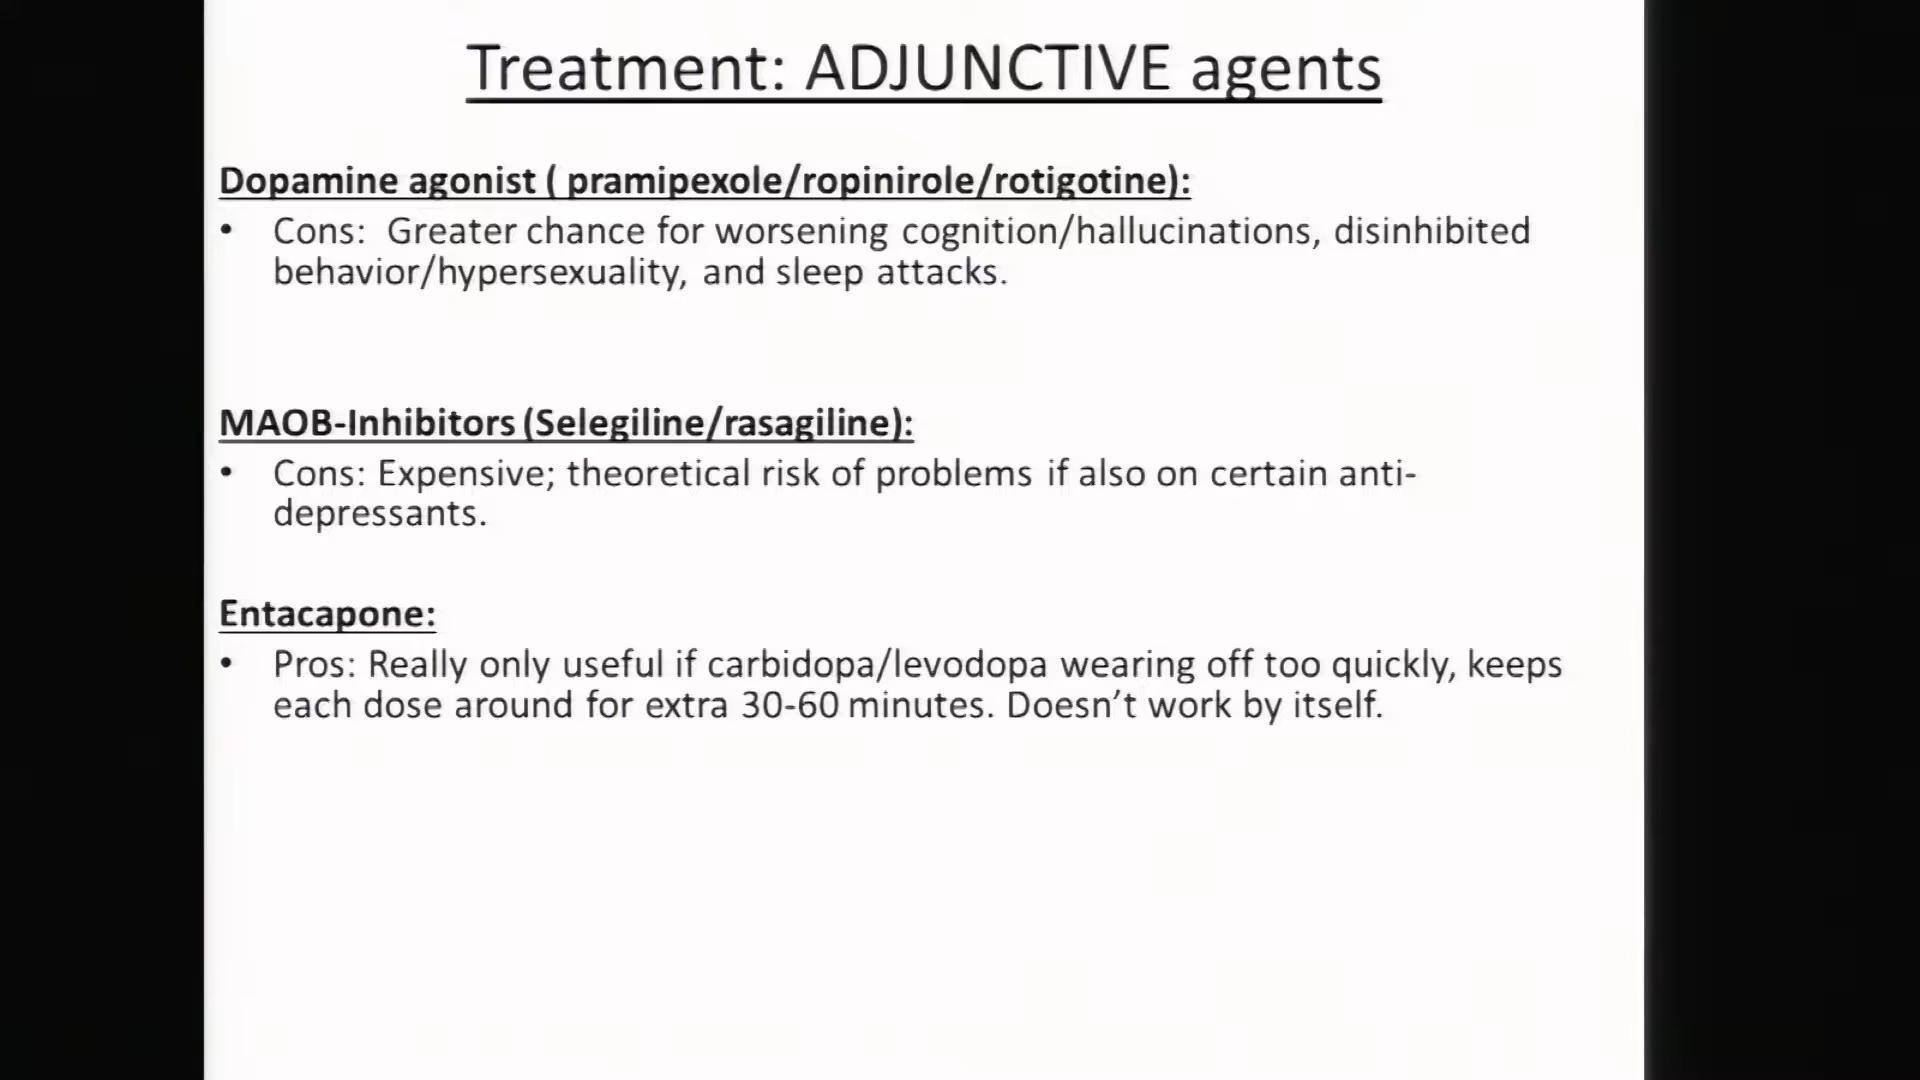 Treatment: ADJUNCTIVE agents
Dopamine agonist ( pramipexole/ropinirole/rotigotine):
• Cons:  Greater chance for worsening cognition/hallucinations, disinhibited
behavior/hypersexuality, and sleep attacks.
MAOB-Inhibitors (Selegiline/rasagiline):
• Cons: Expensive; theoretical risk of problems if also on certain anti-
depressants.
Entacapone:
• Pros: Really only useful if carbidopa/levodopa wearing off too quickly, keeps
each dose around for extra 30-60 minutes. Doesn’t work by itself.